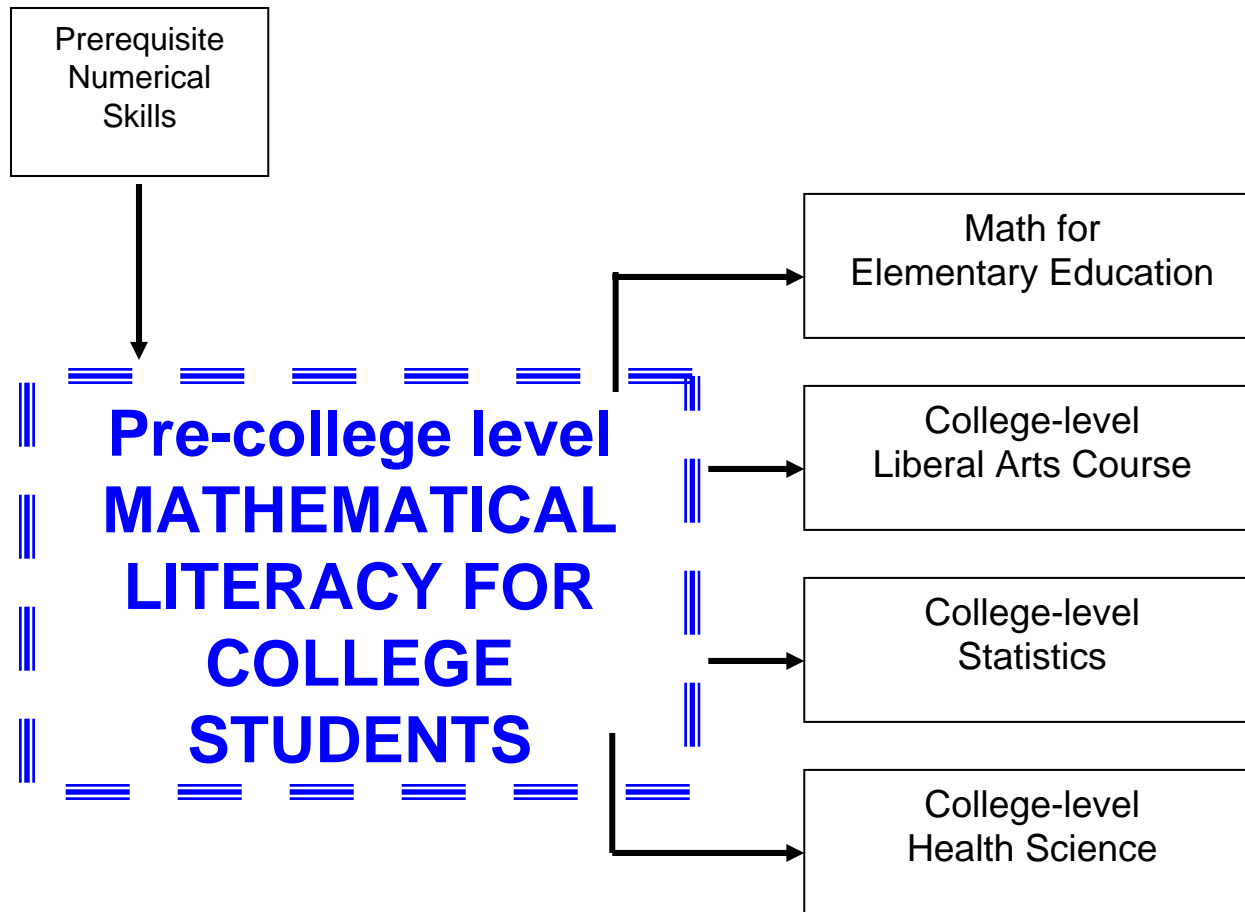 Prerequisite
Numerical
Skills
Math for
Elementary Education
Pre-college level
MATHEMATICAL
LITERACY FOR
COLLEGE
STUDENTS
College-level
Liberal Arts Course
College-level
Statistics
College-level
Health Science